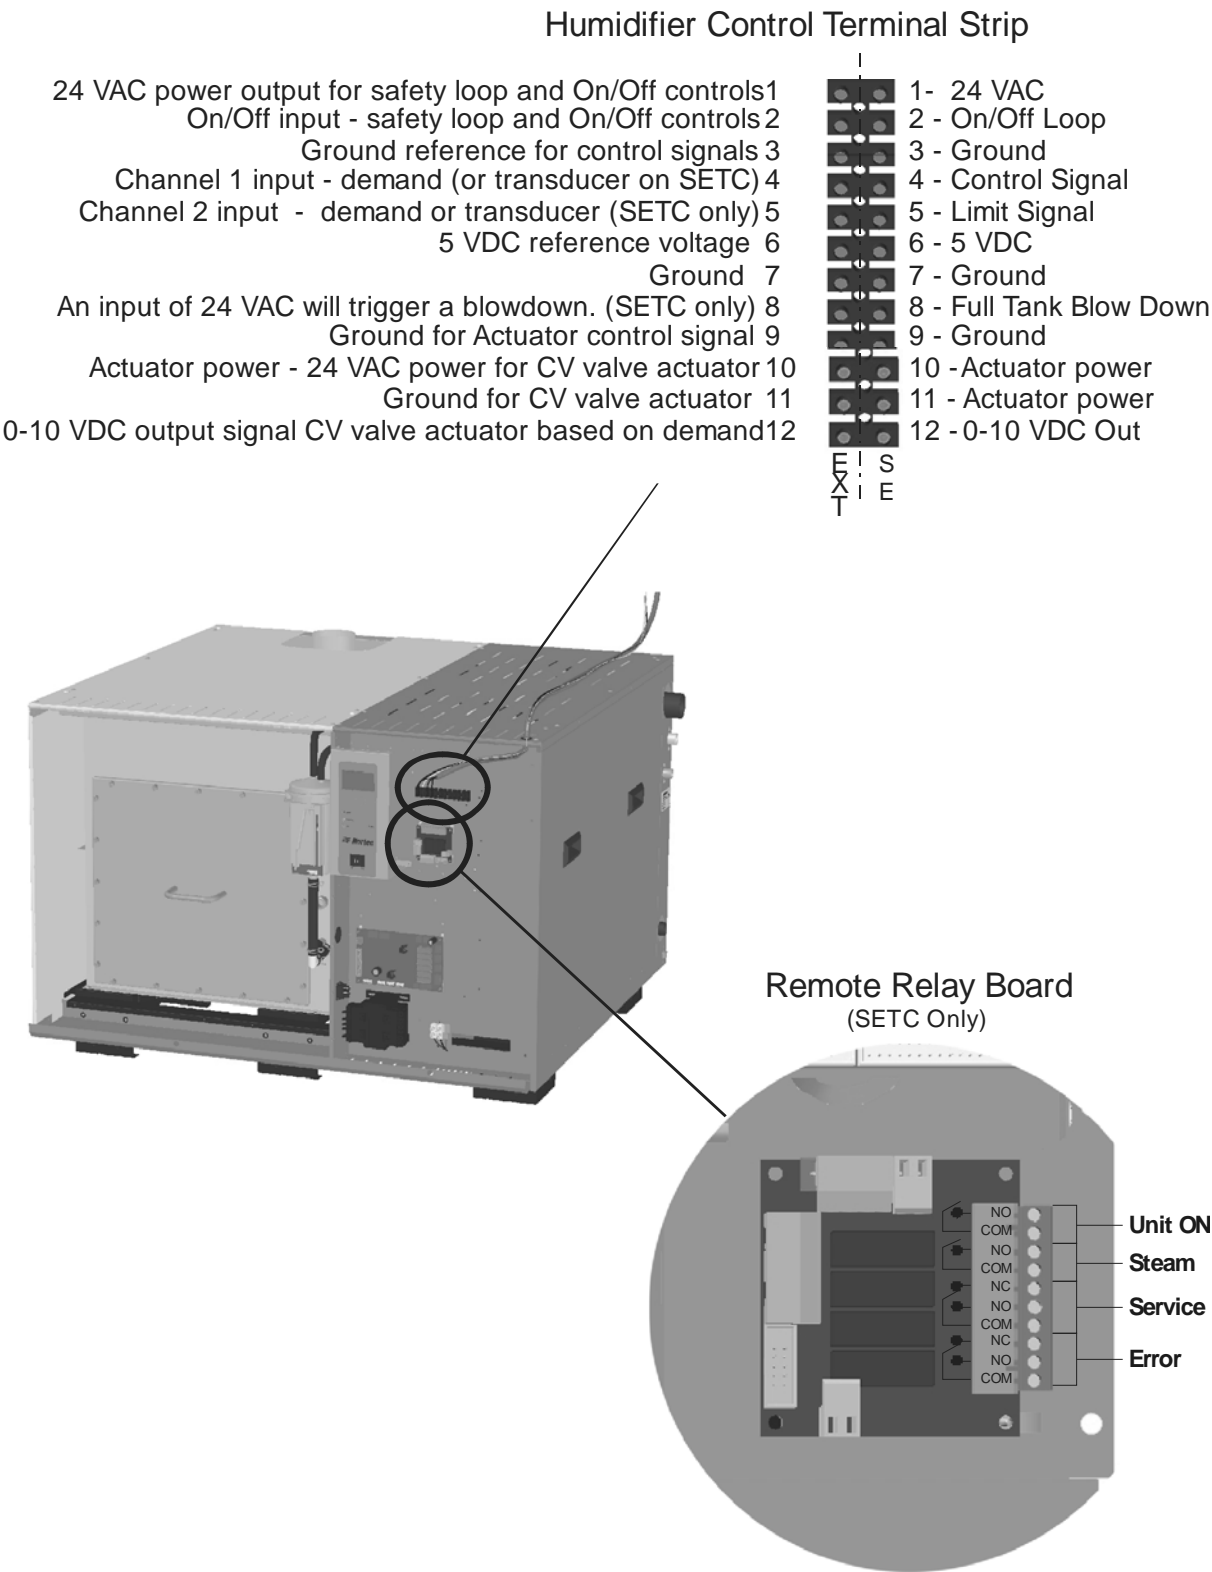 Humidifier Control Terminal Strip
24 VAC power output for safety loop and On/Off controls 1
1- 24 VAC
On/Off input - safety loop and On/Off controls 2
2 - On/Off Loop
Ground reference for control signals 3
3 - Ground
Channel 1 input - demand (or transducer on SETC) 4
4 - Control Signal
Channel 2 input - demand or transducer (SETC only) 5
5 - Limit Signal
5 VDC reference voltage 6
6 - 5 VDC
Ground 7
7 - Ground
An input of 24 VAC will trigger a blowdown. (SETC only) 8
8 - Full Tank Blow Down
Ground for Actuator control signal 9
9 - Ground
Actuator power - 24 VAC power for CV valve actuator 10
10 - Actuator power
Ground for CV valve actuator 11
11 - Actuator power
0-10 VDC output signal CV valve actuator based on demand 12
12 - 0-10 VDC Out
EXT
SE
Remote Relay Board
(SETC Only)
NO
COM
Unit ON
NO
COM
Steam
NC
NO
COM
Service
NC
NO
COM
Error